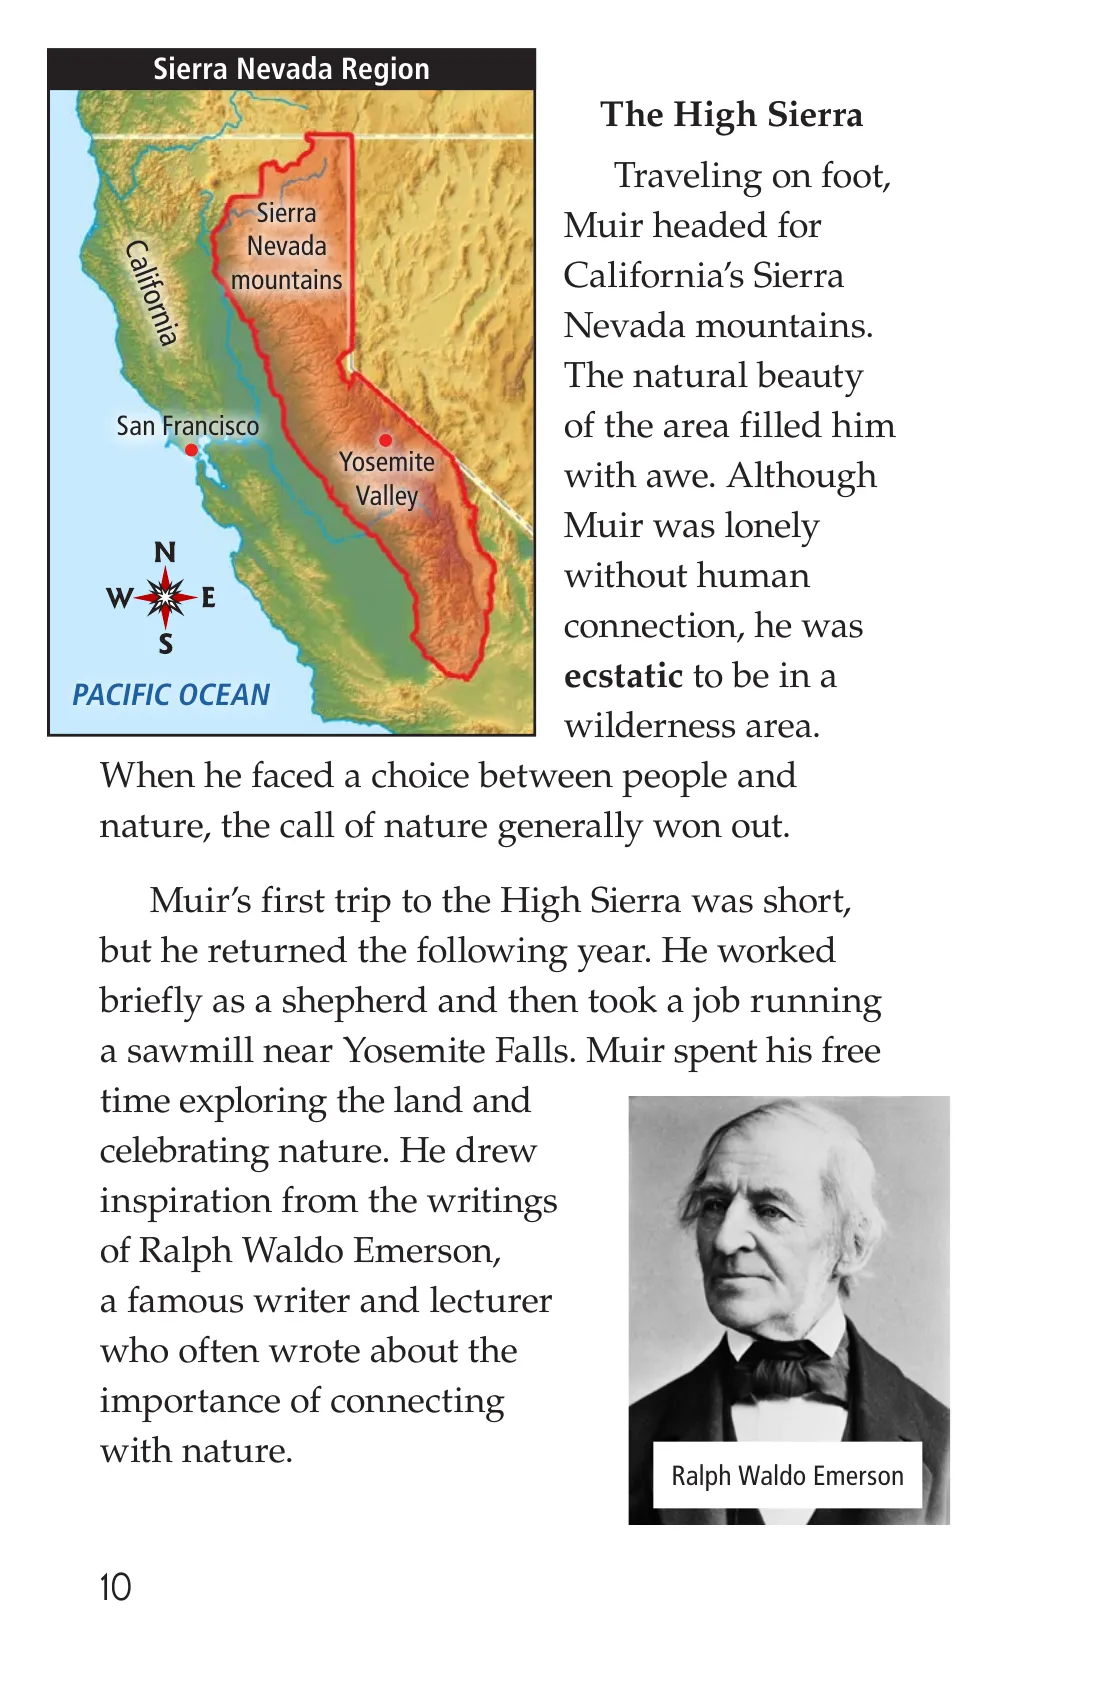 Sierra Nevada Region
Sierra
Nevada
mountains
California
San Francisco
Yosemite
Valley
N
W E
S
PACIFIC OCEAN
The High Sierra
Traveling on foot,
Muir headed for
California’s Sierra
Nevada mountains.
The natural beauty
of the area filled him
with awe. Although
Muir was lonely
without human
connection, he was
ecstatic to be in a
wilderness area.
When he faced a choice between people and
nature, the call of nature generally won out.
Muir’s first trip to the High Sierra was short,
but he returned the following year. He worked
briefly as a shepherd and then took a job running
a sawmill near Yosemite Falls. Muir spent his free
time exploring the land and
celebrating nature. He drew
inspiration from the writings
of Ralph Waldo Emerson,
a famous writer and lecturer
who often wrote about the
importance of connecting
with nature.
Ralph Waldo Emerson
10